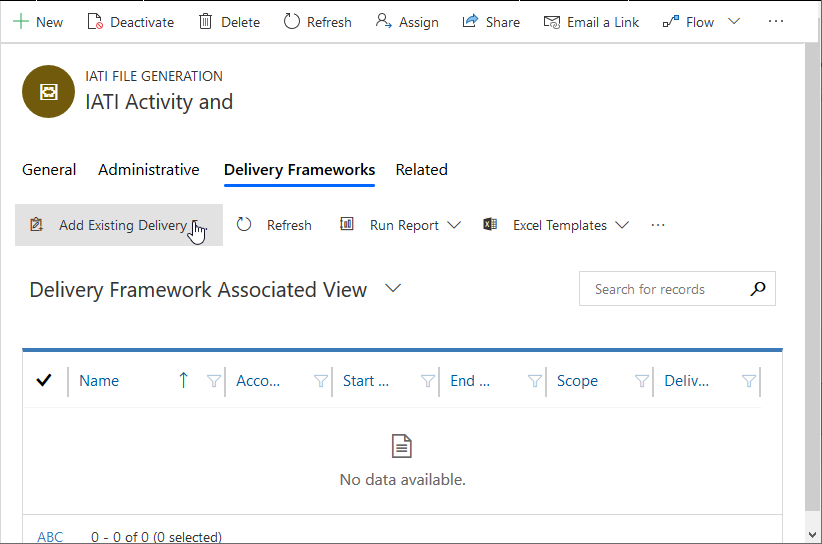 New Deactivate Delete Refresh Assign Share Email a Link Flow ...
IATI FILE GENERATION
IATI Activity and
General Administrative Delivery Frameworks Related
Add Existing Delivery Refresh Run Report Excel Templates ...
Delivery Framework Associated View Search for records
Name Acco... Start ... End ... Scope Deliv...
No data available.
ABC 0 - 0 of 0 (0 selected)